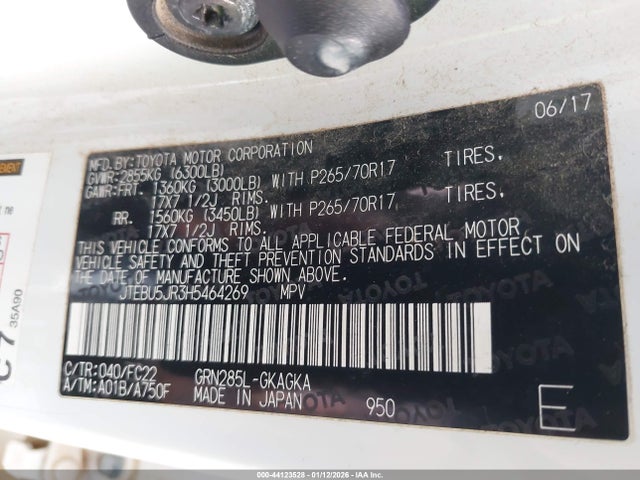 06/17
MFD.BY:TOYOTA MOTOR CORPORATION
GVWR:2855KG (6300LB)
GAWR:FRT. 1360KG (3000LB) WITH P265/70R17 TIRES,
17X7 1/2J RIMS.
RR. 1560KG (3450LB) WITH P265/70R17, TIRES,
17X7 1/2J RIMS.
THIS VEHICLE CONFORMS TO ALL APPLICABLE FEDERAL MOTOR
VEHICLE SAFETY AND THEFT PREVENTION STANDARDS IN EFFECT ON
THE DATE OF MANUFACTURE SHOWN ABOVE.
JTEBU5JR3H5464269 MPV
C/TR:040/FC22 GRN285L-GKAGKA
A/TM:A01B/A750F MADE IN JAPAN 950 E
C 7
35A90
000-44123528 - 01/12/2026 - IAA Inc.